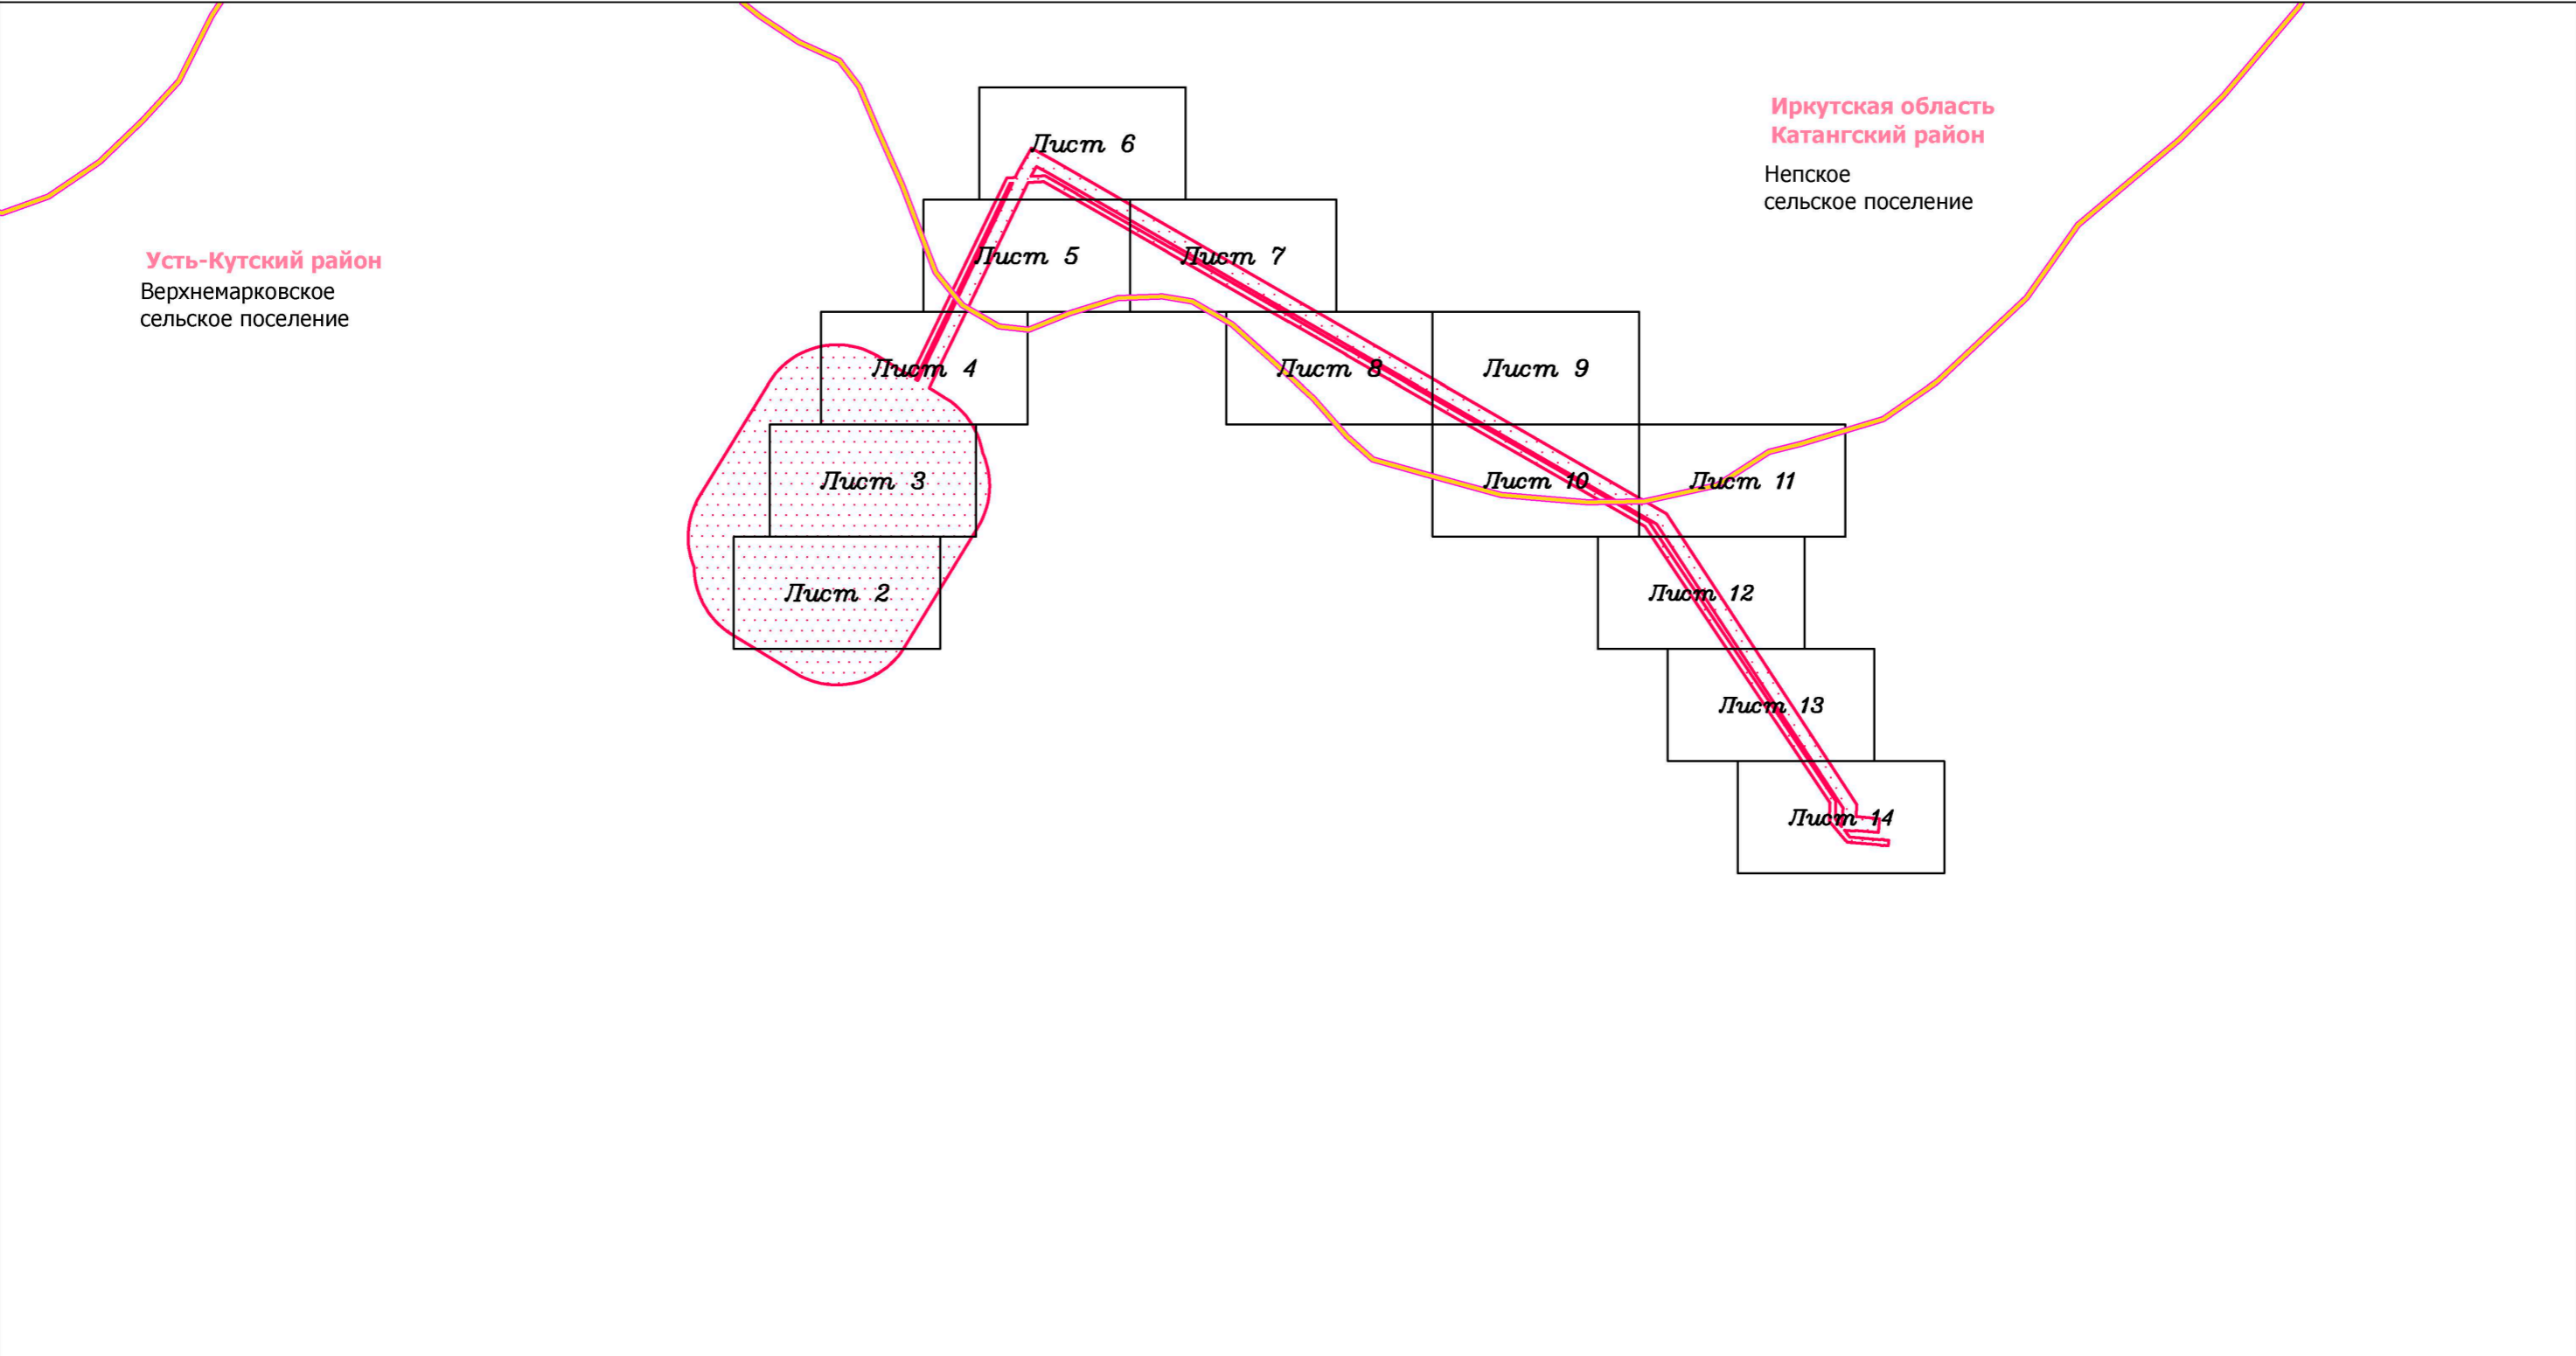 Иркутская область
Катангский район
Непское
сельское поселение
Усть-Кутский район
Верхнемарковское
сельское поселение
Лист 6
Лист 5
Лист 7
Лист 4
Лист 8
Лист 9
Лист 3
Лист 10
Лист 11
Лист 2
Лист 12
Лист 13
Лист 14